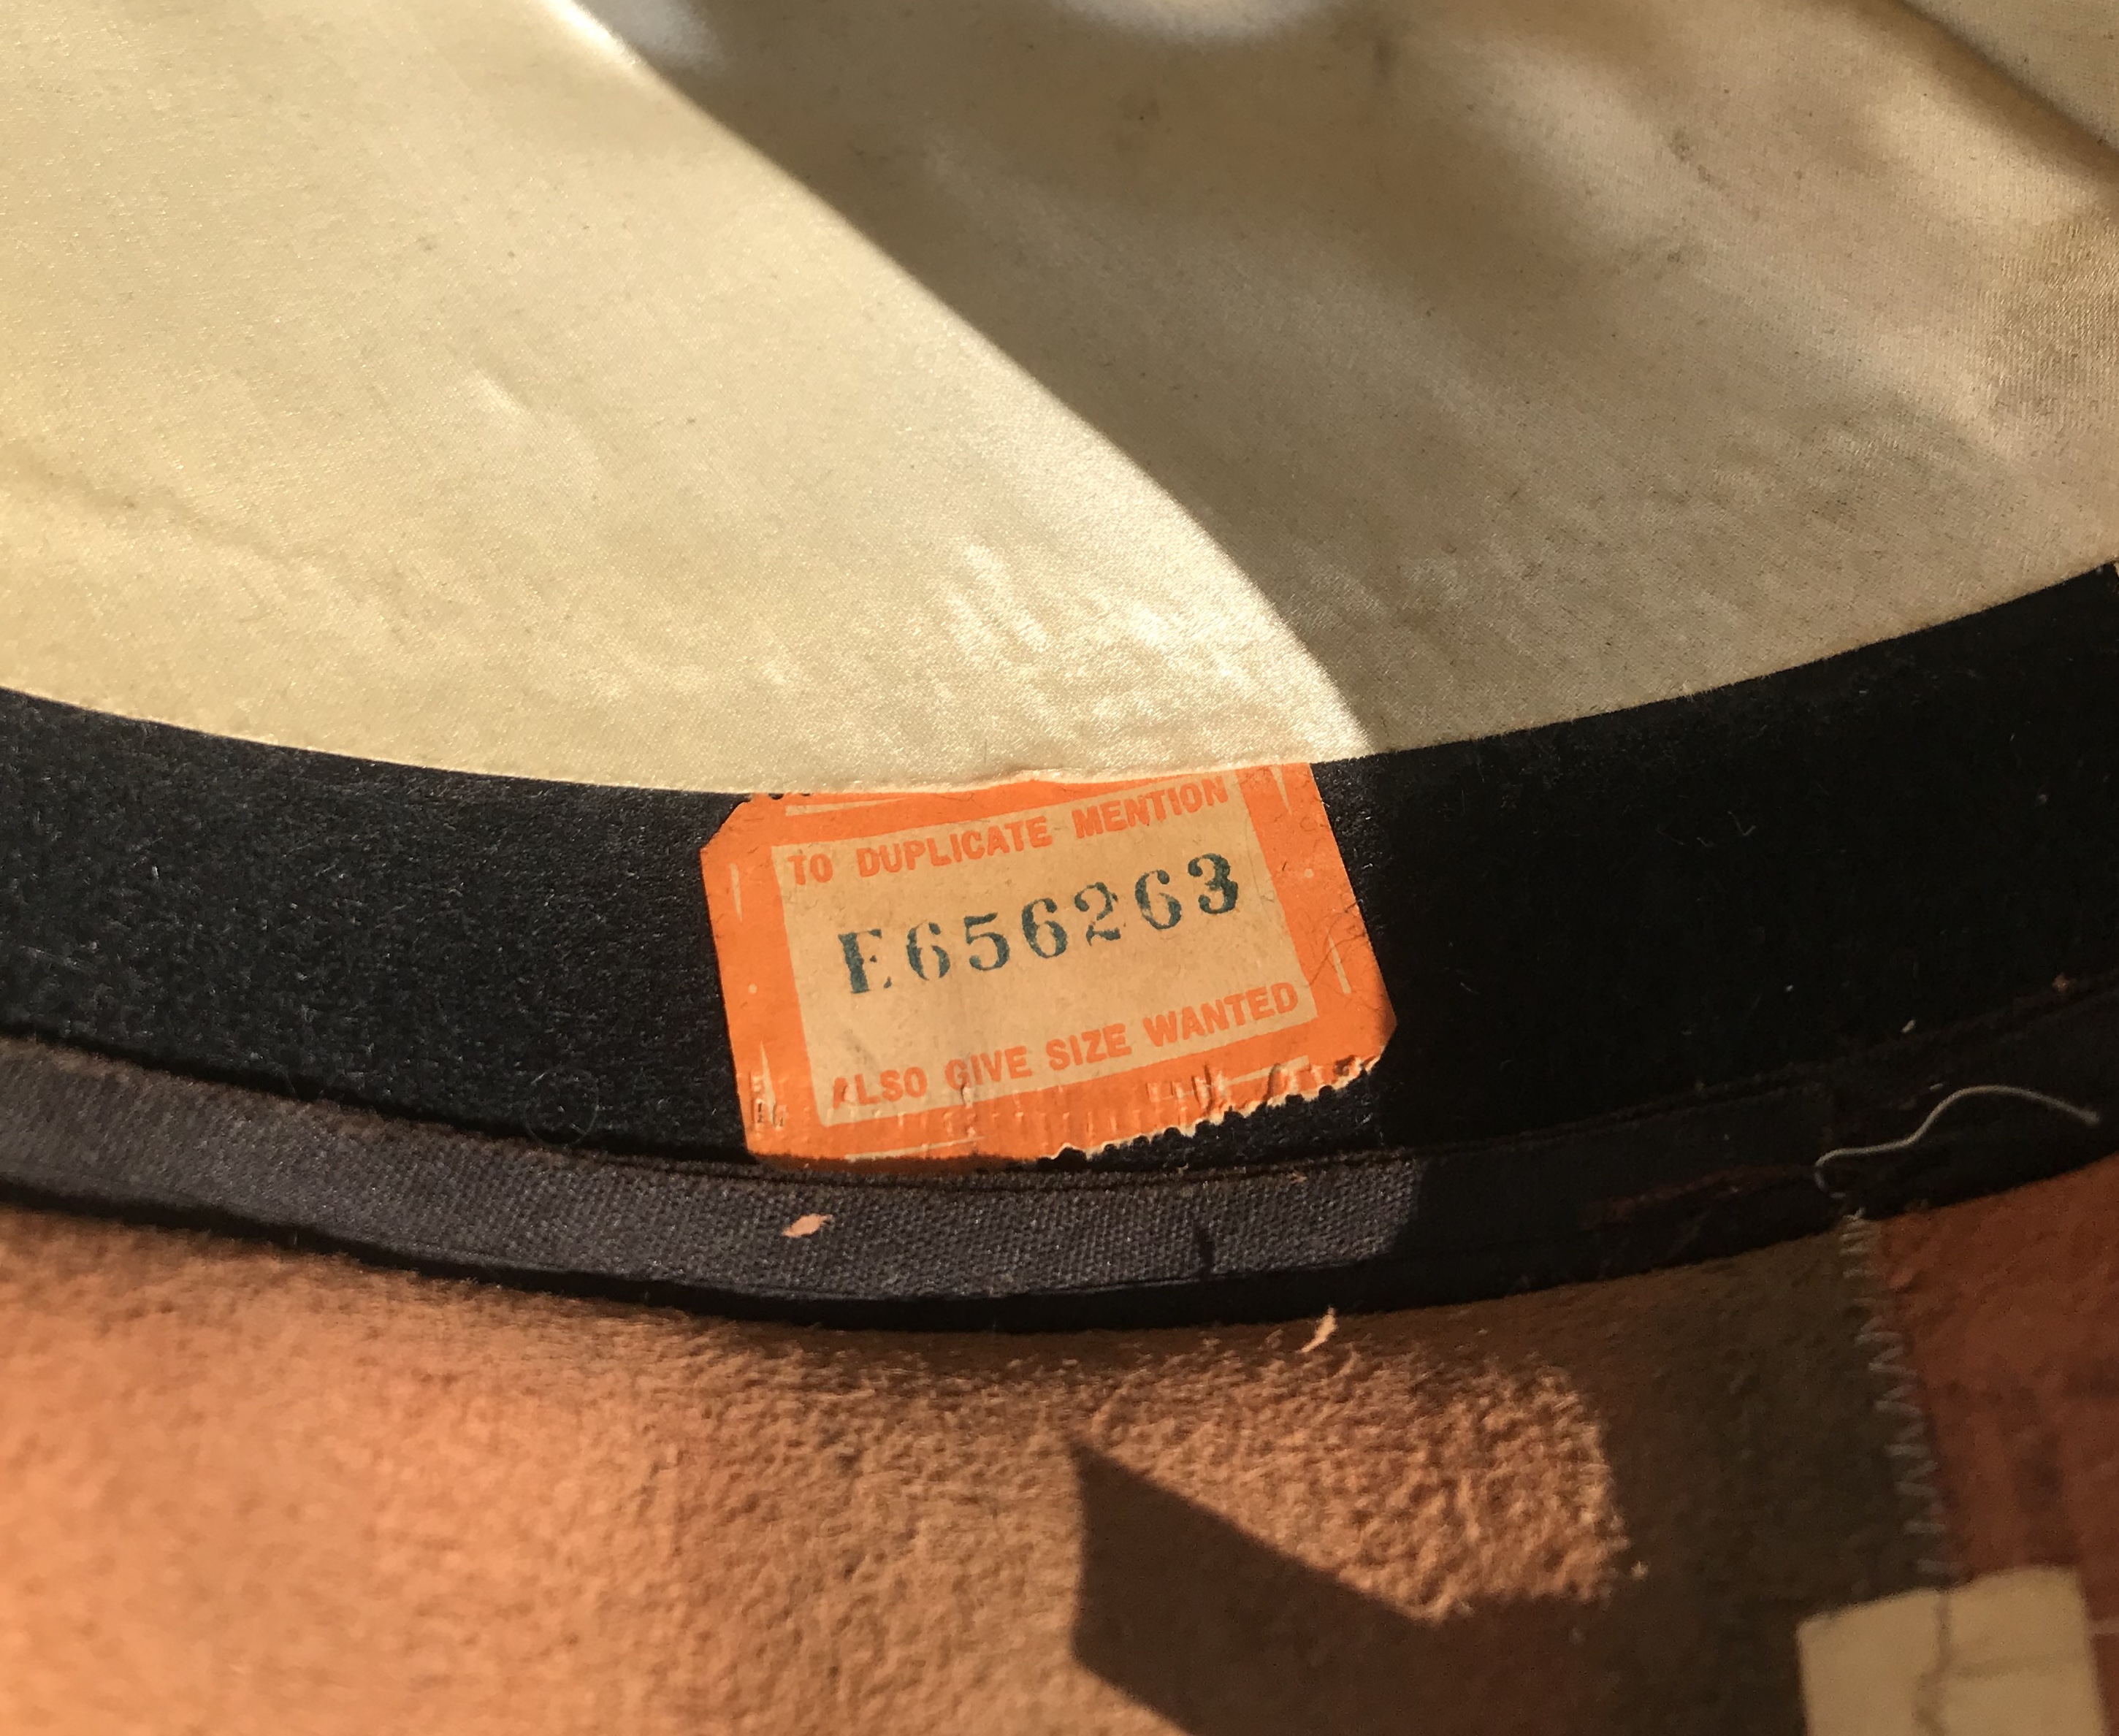 TO DUPLICATE MENTION
E656263
ALSO GIVE SIZE WANTED